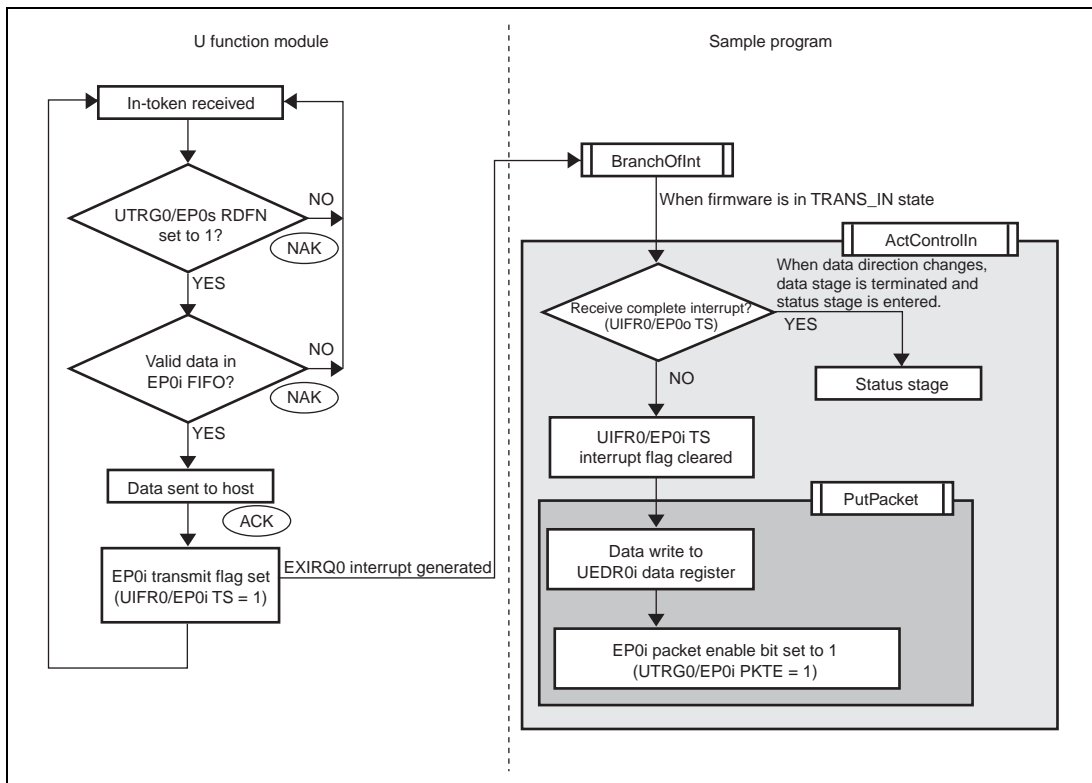 U function module
Sample program
In-token received
UTRG0/EP0s RDFN
set to 1?
NO
NAK
YES
Valid data in
EP0i FIFO?
NO
NAK
YES
Data sent to host
ACK
EP0i transmit flag set
(UIFR0/EP0i TS = 1)
EXIRQ0 interrupt generated
BranchOfInt
When firmware is in TRANS_IN state
ActControlIn
When data direction changes,
data stage is terminated and
status stage is entered.
Receive complete interrupt?
(UIFR0/EP0o TS)
YES
Status stage
NO
UIFR0/EP0i TS
interrupt flag cleared
PutPacket
Data write to
UEDR0i data register
EP0i packet enable bit set to 1
(UTRG0/EP0i PKTE = 1)